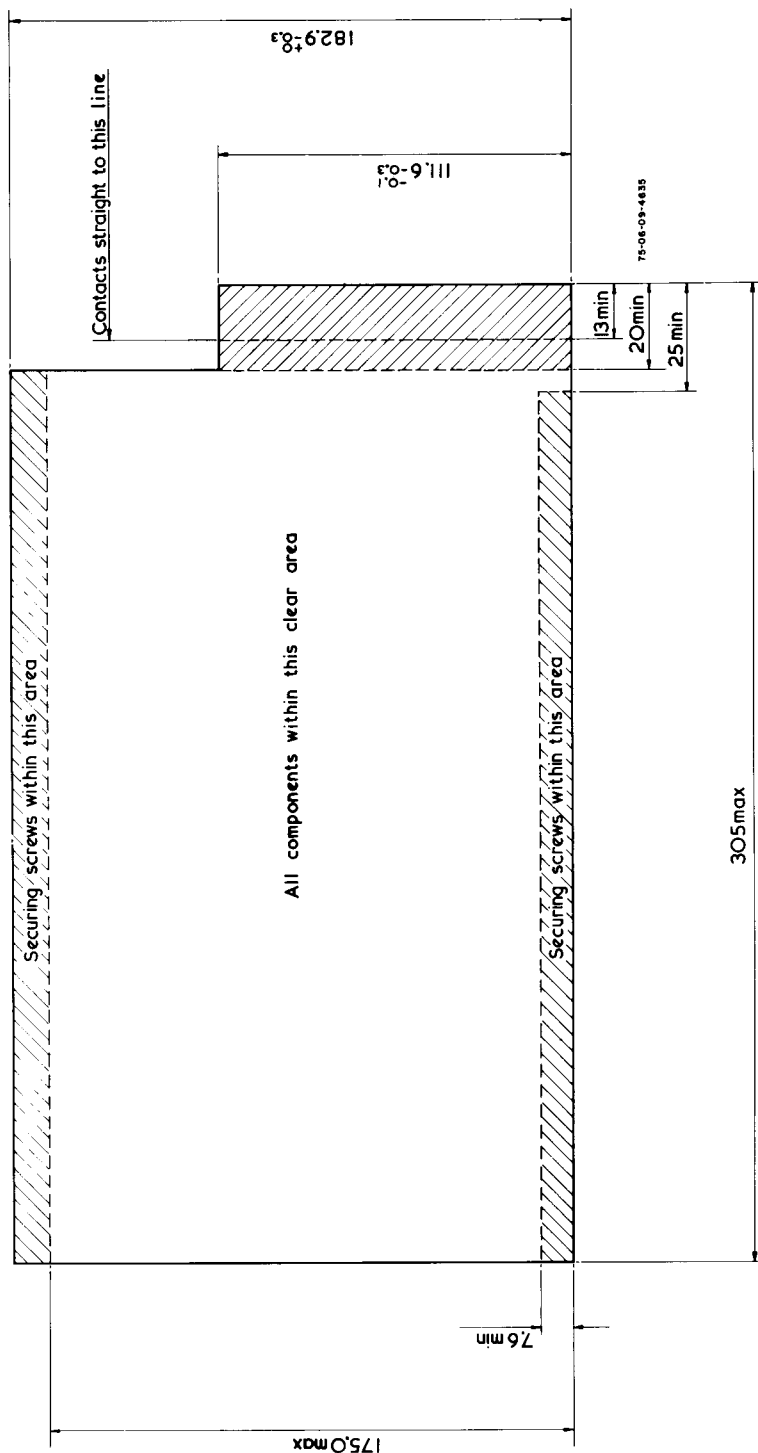 182.9 +0 -0.3
Contacts straight to this line
111.6 -0.1 -0.3
75-06-09-4635
13min
20min
25min
Securing screws within this area
All components within this clear area
Securing screws within this area
305max
7.6min
175.0max